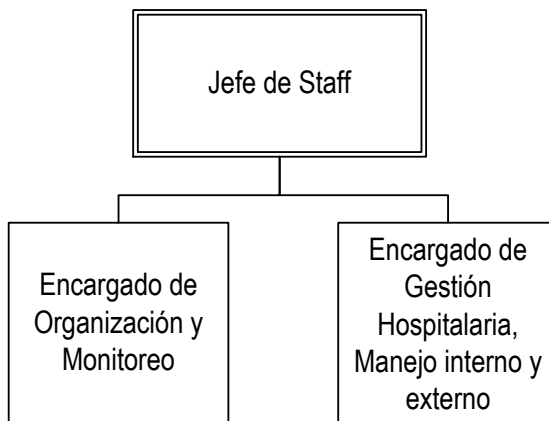 Jefe de Staff
Encargado de
Organización y
Monitoreo
Encargado de
Gestión
Hospitalaria,
Manejo interno y
externo